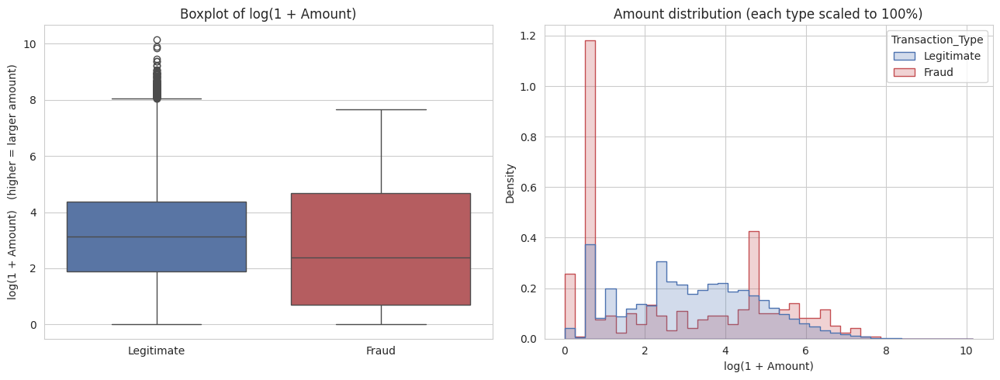 Boxplot of log(1 + Amount)
log(1 + Amount)   (higher = larger amount)
10
8
6
4
2
0
Legitimate
Fraud
Amount distribution (each type scaled to 100%)
Density
1.2
1.0
0.8
0.6
0.4
0.2
0.0
Transaction_Type
Legitimate
Fraud
0
2
4
6
8
10
log(1 + Amount)